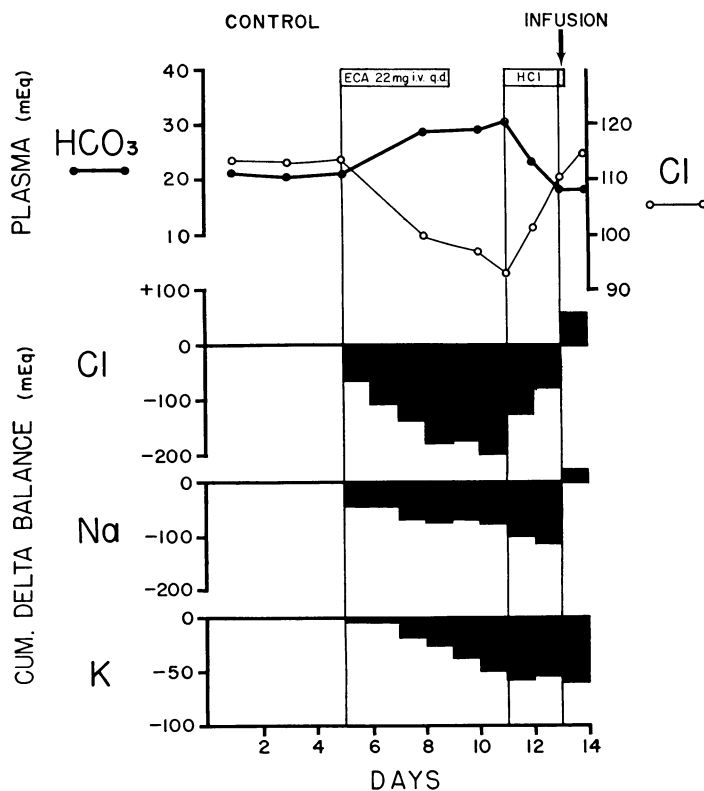 CONTROL
INFUSION
ECA 22mg i.v. q.d.
HCl
PLASMA (mEq)
HCO₃
40
30
20
10
120
110
100
90
Cl
CUM. DELTA BALANCE (mEq)
Cl
+100
0
-100
-200
Na
0
-100
-200
K
0
-50
-100
2 4 6 8 10 12 14
DAYS